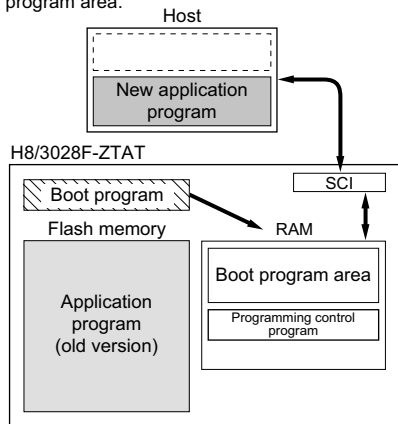 program area.
Host
New application
program
H8/3028F-ZTAT
SCI
Boot program
Flash memory
RAM
Boot program area
Application
program
(old version)
Programming control
program